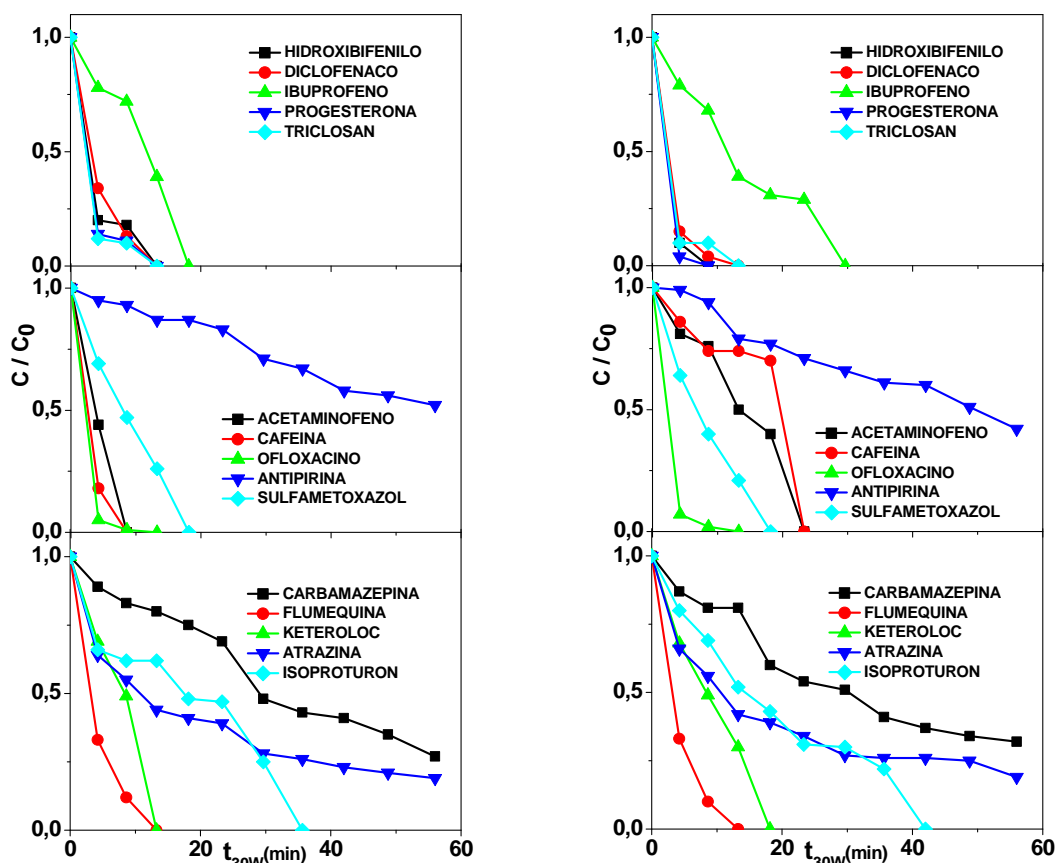 1,0
HIDROXIBIFENILO
DICLOFENACO
IBUPROFENO
PROGESTERONA
TRICLOSAN
0,5
0,0
1,0
C / C0
0,5
ACETAMINOFENO
CAFEINA
OFLOXACINO
ANTIPIRINA
SULFAMETOXAZOL
0,0
1,0
CARBAMAZEPINA
FLUMEQUINA
KETEROLOC
ATRAZINA
ISOPROTURON
0,5
0,0
0 20 40 60
t30W(min)
1,0
HIDROXIBIFENILO
DICLOFENACO
IBUPROFENO
PROGESTERONA
TRICLOSAN
0,5
0,0
1,0
C / C0
0,5
ACETAMINOFENO
CAFEINA
OFLOXACINO
ANTIPIRINA
SULFAMETOXAZOL
0,0
1,0
CARBAMAZEPINA
FLUMEQUINA
KETEROLOC
ATRAZINA
ISOPROTURON
0,5
0,0
0 20 40 60
t30W(min)